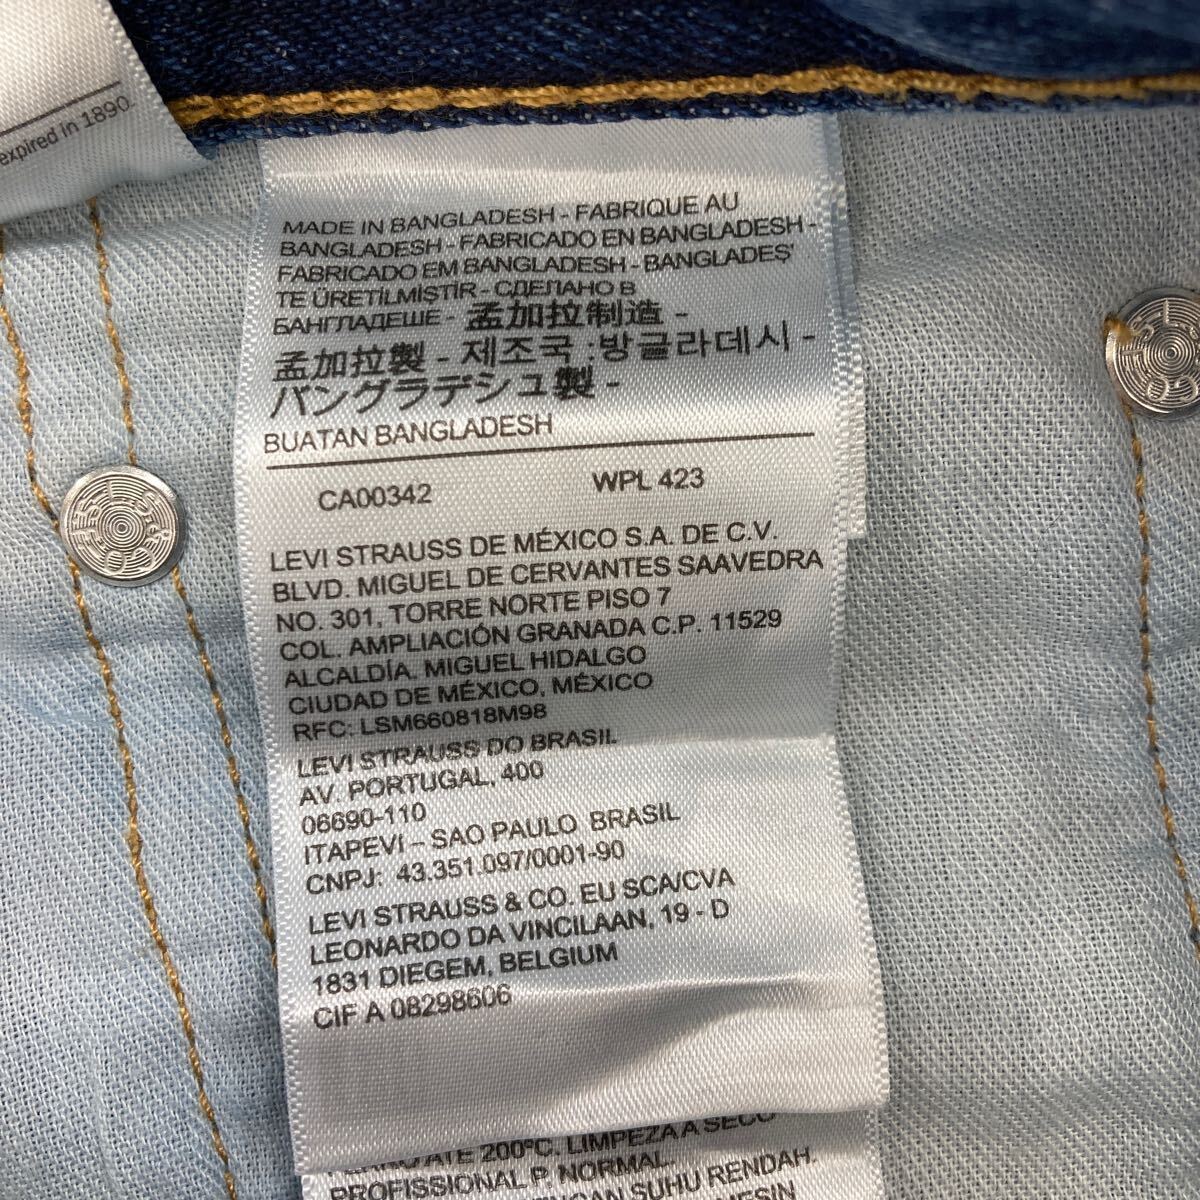 expired in 1890.
MADE IN BANGLADESH - FABRIQUE AU
BANGLADESH - FABRICADO EN BANGLADESH -
FABRICADO EM BANGLADESH - BANGLADEŞ'
TE ÜRETİLMİŞTİR - СДЕЛАНО В
БАНГЛАДЕШЕ - 孟加拉制造 -
孟加拉製 - 제조국 :방글라데시 -
バングラデシュ製 -
BUATAN BANGLADESH
CA00342 WPL 423
LEVI STRAUSS DE MÉXICO S.A. DE C.V.
BLVD. MIGUEL DE CERVANTES SAAVEDRA
NO. 301, TORRE NORTE PISO 7
COL. AMPLIACIÓN GRANADA C.P. 11529
ALCALDÍA. MIGUEL HIDALGO
CIUDAD DE MÉXICO, MÉXICO
RFC: LSM660818M98
LEVI STRAUSS DO BRASIL
AV. PORTUGAL, 400
06690-110
ITAPEVI – SAO PAULO BRASIL
CNPJ: 43.351.097/0001-90
LEVI STRAUSS & CO. EU SCA/CVA
LEONARDO DA VINCILAAN, 19 - D
1831 DIEGEM, BELGIUM
CIF A 08298606
ATE 200ºC. LIMPEZA A SECO
PROFISSIONAL P. NORMAL.
SUHU RENDAH.
MESIN